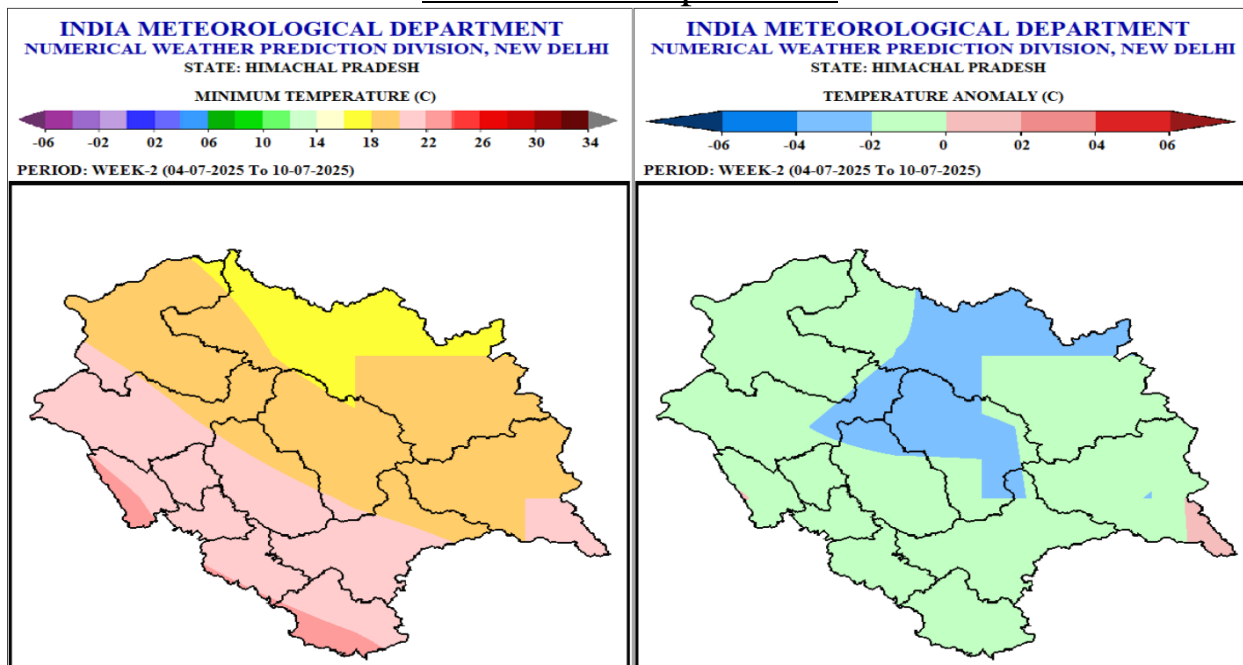 INDIA METEOROLOGICAL DEPARTMENT
NUMERICAL WEATHER PREDICTION DIVISION, NEW DELHI
STATE: HIMACHAL PRADESH
MINIMUM TEMPERATURE (C)
-06 -02 02 06 10 14 18 22 26 30 34
PERIOD: WEEK-2 (04-07-2025 To 10-07-2025)
INDIA METEOROLOGICAL DEPARTMENT
NUMERICAL WEATHER PREDICTION DIVISION, NEW DELHI
STATE: HIMACHAL PRADESH
TEMPERATURE ANOMALY (C)
-06 -04 -02 0 02 04 06
PERIOD: WEEK-2 (04-07-2025 To 10-07-2025)